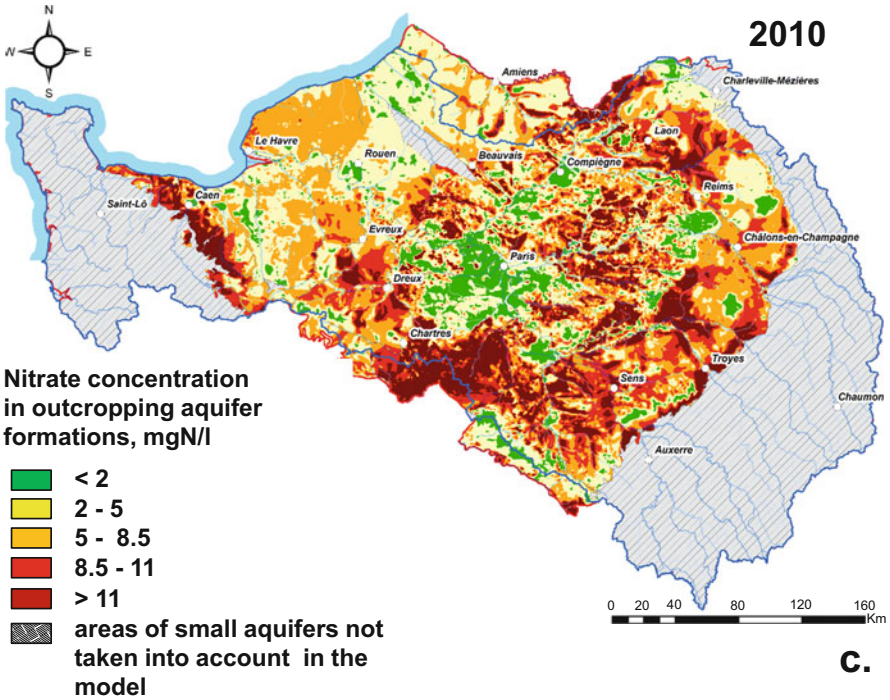 N
W E
S
2010
Amiens
Charleville-Mézières
Le Havre
Rouen
Beauvais
Compiègne
Laon
Caen
Saint-Lô
Reims
Evreux
Châlons-en-Champagne
Paris
Dreux
Chartres
Troyes
Sens
Chaumon
Auxerre
Nitrate concentration
in outcropping aquifer
formations, mgN/l
< 2
2 - 5
5 - 8.5
8.5 - 11
> 11
areas of small aquifers not
taken into account in the
model
0 20 40 80 120 160
Km
c.